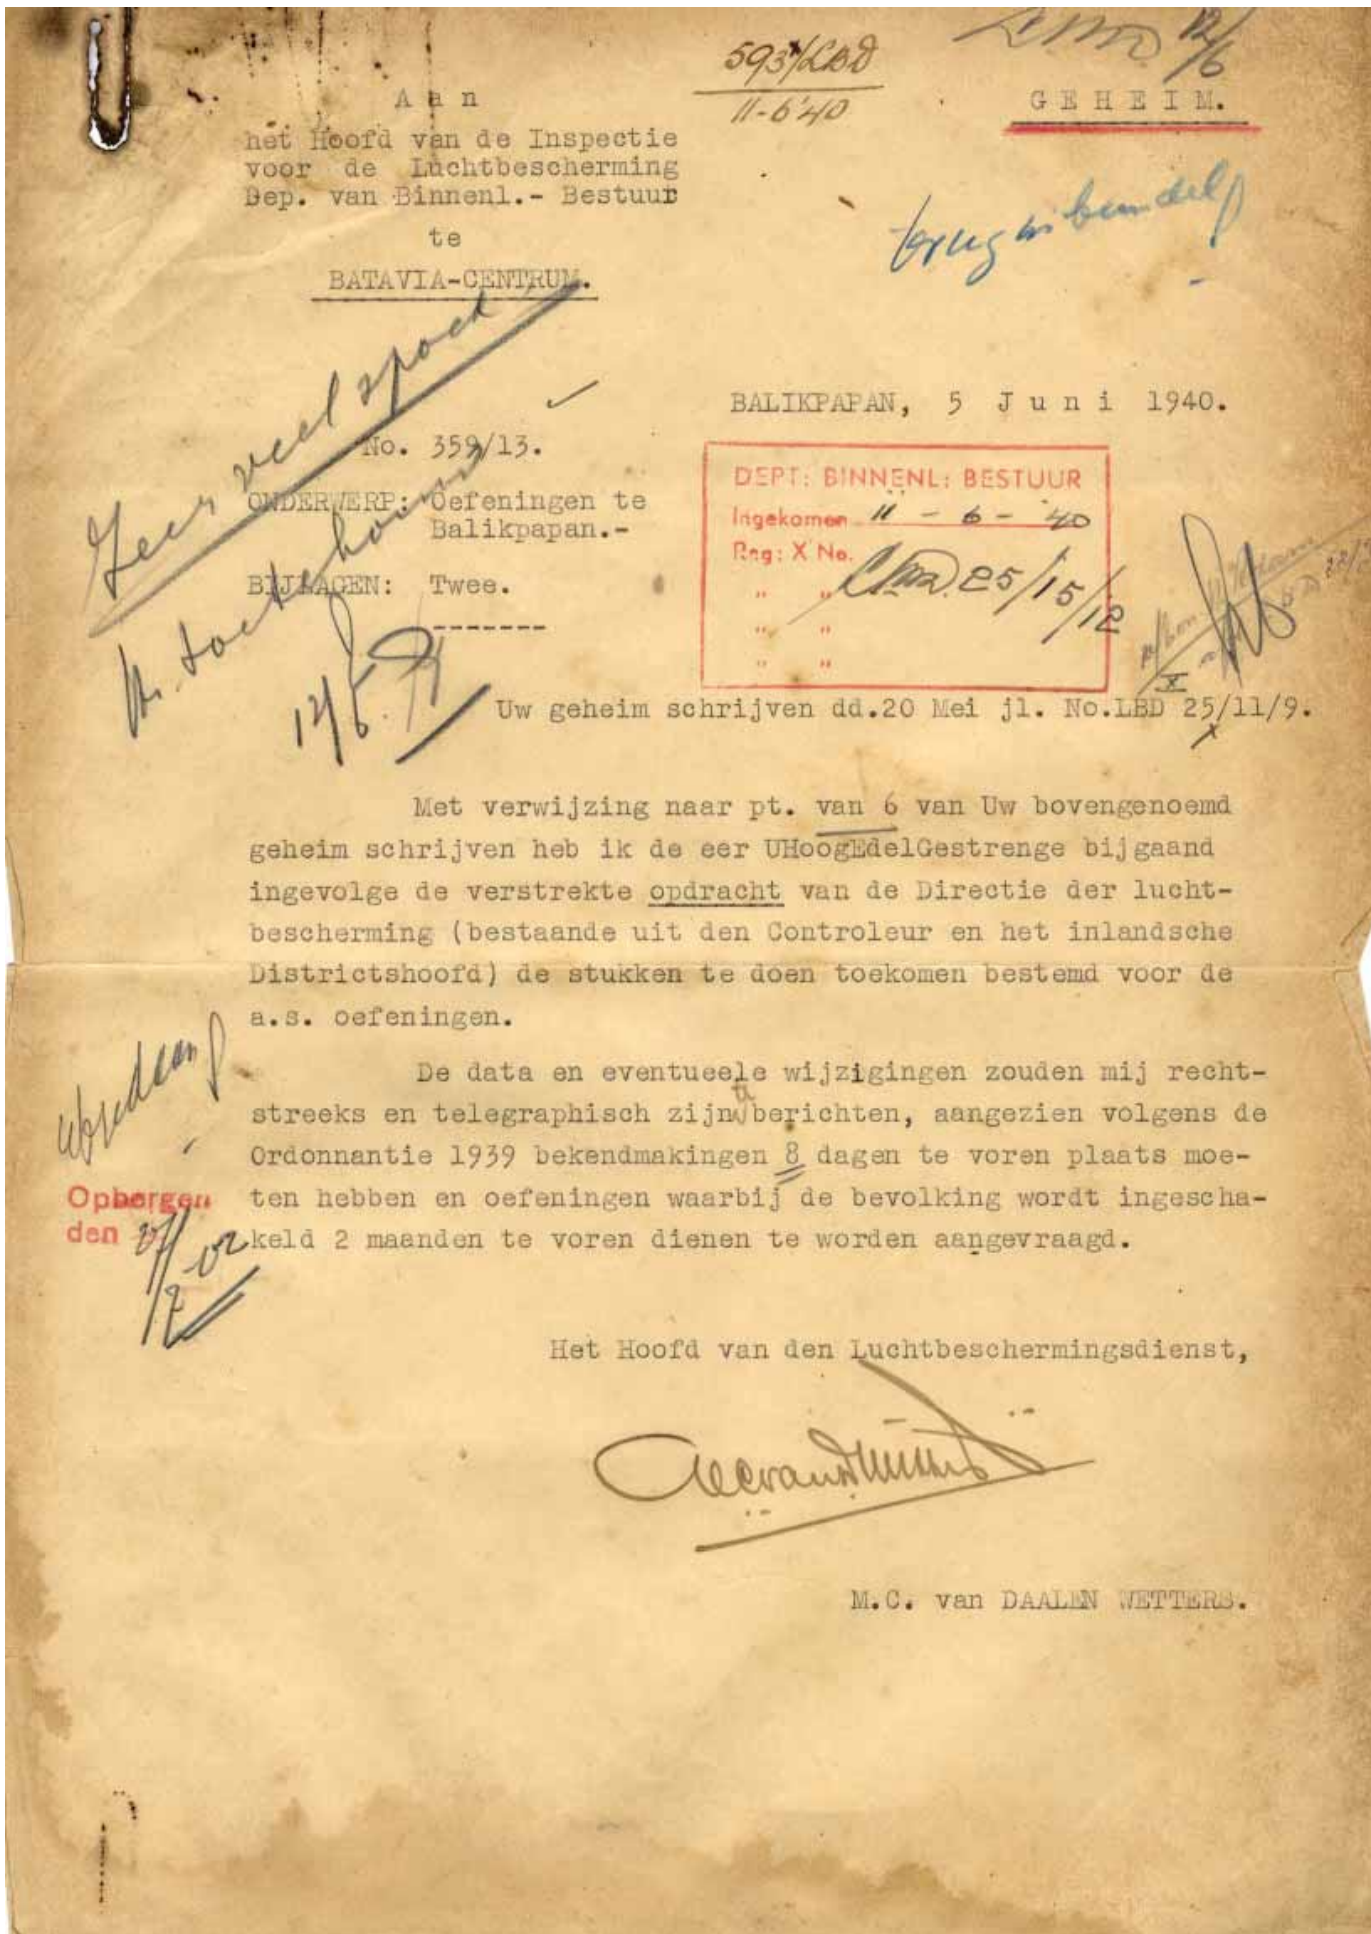 593/LBD
11-6'40
12/6
GEHEIM.
Aan
het Hoofd van de Inspectie
voor de Luchtbescherming
Dep. van Binnenl.- Bestuur
te
BATAVIA-CENTRUM.
terug in bundel
Zeer veel spoed
BALIKPAPAN, 5 Juni 1940.
No. 359/13.
ONDERWERP: Oefeningen te
Balikpapan.-
BIJLAGEN: Twee.
-------
DEPT: BINNENL: BESTUUR
Ingekomen 11 - 6 - '40
Reg: X No.
" " 25/15/12
" "
" "
Uw geheim schrijven dd.20 Mei jl. No.LBD 25/11/9.
X
Met verwijzing naar pt. van 6 van Uw bovengenoemd
geheim schrijven heb ik de eer UHoogEdelGestrenge bijgaand
ingevolge de verstrekte opdracht van de Directie der lucht-
bescherming (bestaande uit den Controleur en het inlandsche
Districtshoofd) de stukken te doen toekomen bestemd voor de
a.s. oefeningen.
De data en eventueele wijzigingen zouden mij recht-
streeks en telegraphisch zijn berichten, aangezien volgens de
Ordonnantie 1939 bekendmakingen 8 dagen te voren plaats moe-
ten hebben en oefeningen waarbij de bevolking wordt ingescha-
keld 2 maanden te voren dienen te worden aangevraagd.
Opbergen
den
Het Hoofd van den Luchtbeschermingsdienst,
M.C. van DAALEN WETTERS.